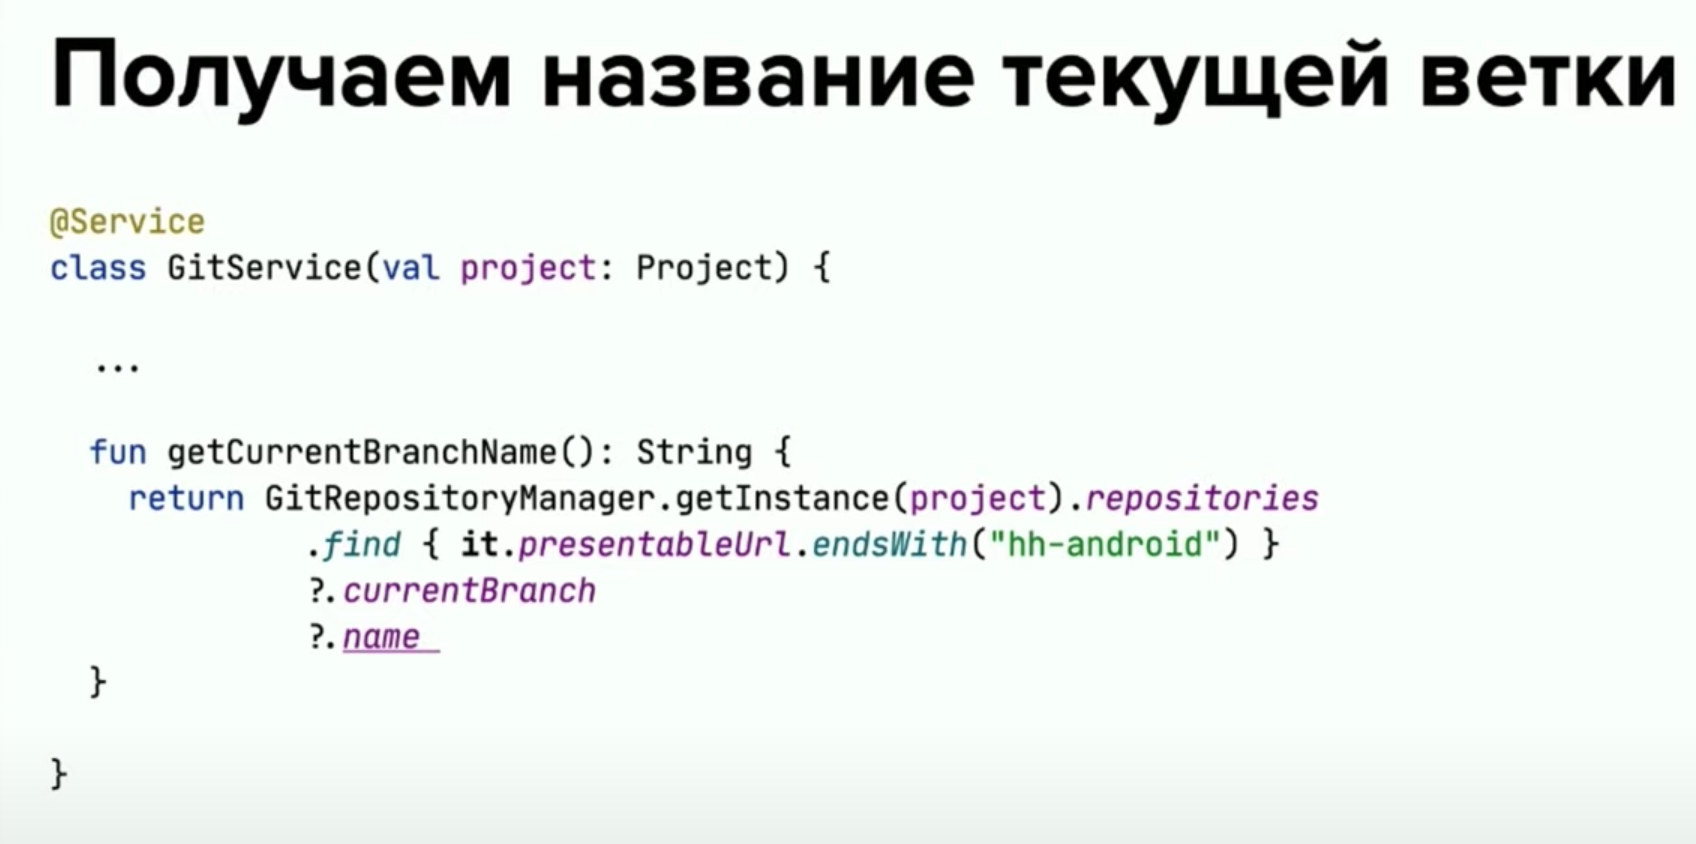 Получаем название текущей ветки
@Service
class GitService(val project: Project) {
...
fun getCurrentBranchName(): String {
return GitRepositoryManager.getInstance(project).repositories
.find { it.presentableUrl.endsWith("hh-android") }
?.currentBranch
?.name
}
}